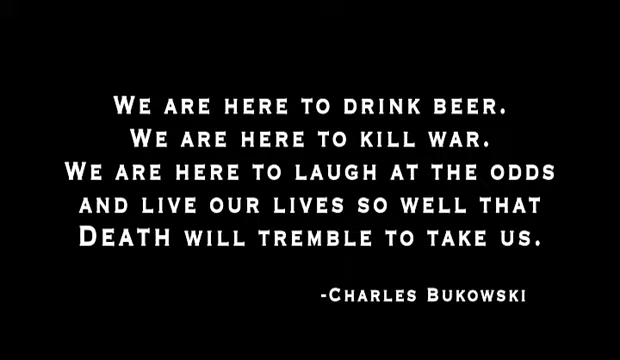 We are here to drink beer.
We are here to kill war.
We are here to laugh at the odds
and live our lives so well that
Death will tremble to take us.
-Charles Bukowski